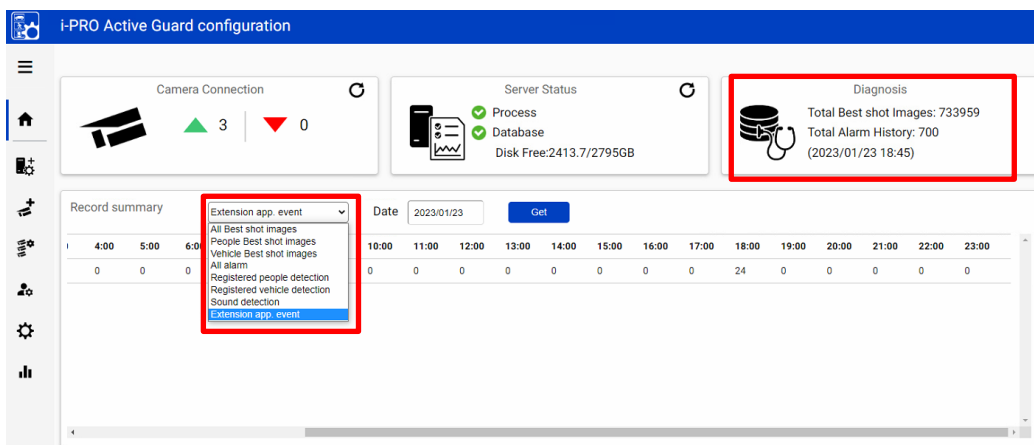 i-PRO Active Guard configuration
Camera Connection
3
0
Server Status
Process
Database
Disk Free:2413.7/2795GB
Diagnosis
Total Best shot Images: 733959
Total Alarm History: 700
(2023/01/23 18:45)
Record summary
Extension app. event
Date
2023/01/23
Get
All Best shot images
People Best shot images
Vehicle Best shot images
All alarm
Registered people detection
Registered vehicle detection
Sound detection
Extension app. event
4:00 5:00 6:00 10:00 11:00 12:00 13:00 14:00 15:00 16:00 17:00 18:00 19:00 20:00 21:00 22:00 23:00
0 0 0 0 0 0 0 0 0 0 0 24 0 0 0 0 0